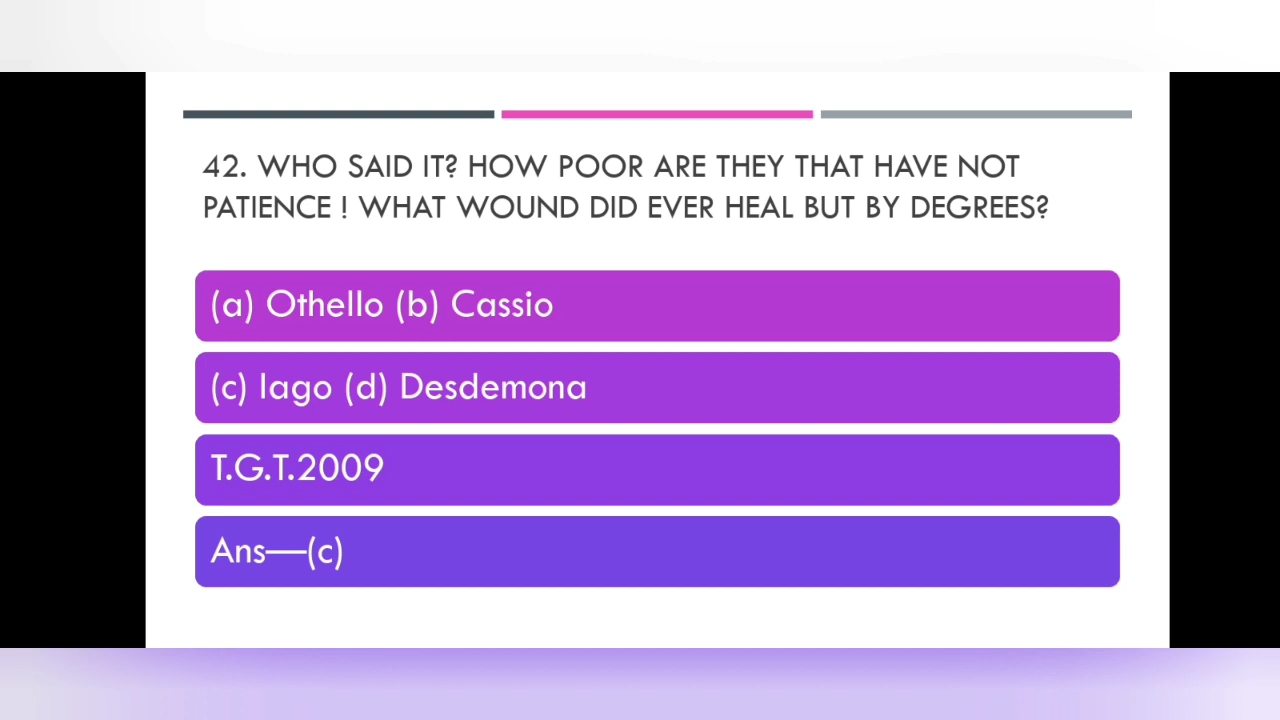 42. WHO SAID IT? HOW POOR ARE THEY THAT HAVE NOT
PATIENCE ! WHAT WOUND DID EVER HEAL BUT BY DEGREES?
(a) Othello (b) Cassio
(c) Iago (d) Desdemona
T.G.T.2009
Ans—(c)